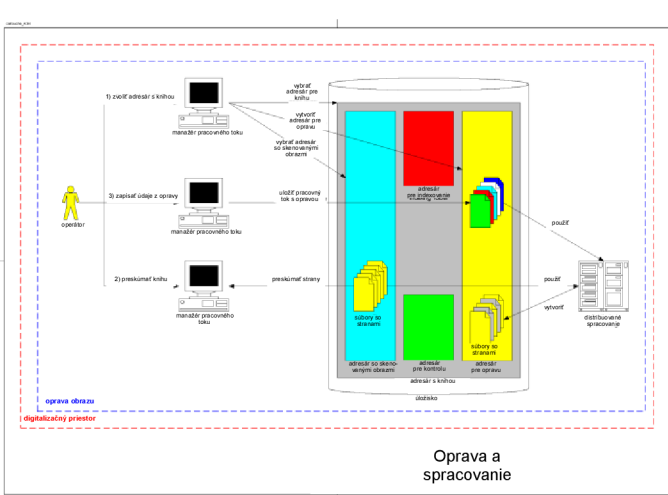 1) zvoliť adresár s knihou
manažér pracovného toku
vybrať
adresár pre
knihu
vytvoriť
adresár pre
opravu
vybrať adresár
so skenovanými
obrazmi
adresár
pre indexovanie
3) zapísať údaje z opravy
manažér pracovného toku
uložiť pracovný
tok s opravou
operátor
použiť
2) preskúmať knihu
manažér pracovného
toku
preskúmať strany
použiť
vytvoriť
distribuované
spracovanie
súbory so
stranami
súbory so
stranami
adresár so skeno-
vanými obrazmi
adresár
pre kontrolu
adresár
pre opravu
adresár s knihou
úložisko
oprava obrazu
digitalizačný priestor
Oprava a
spracovanie